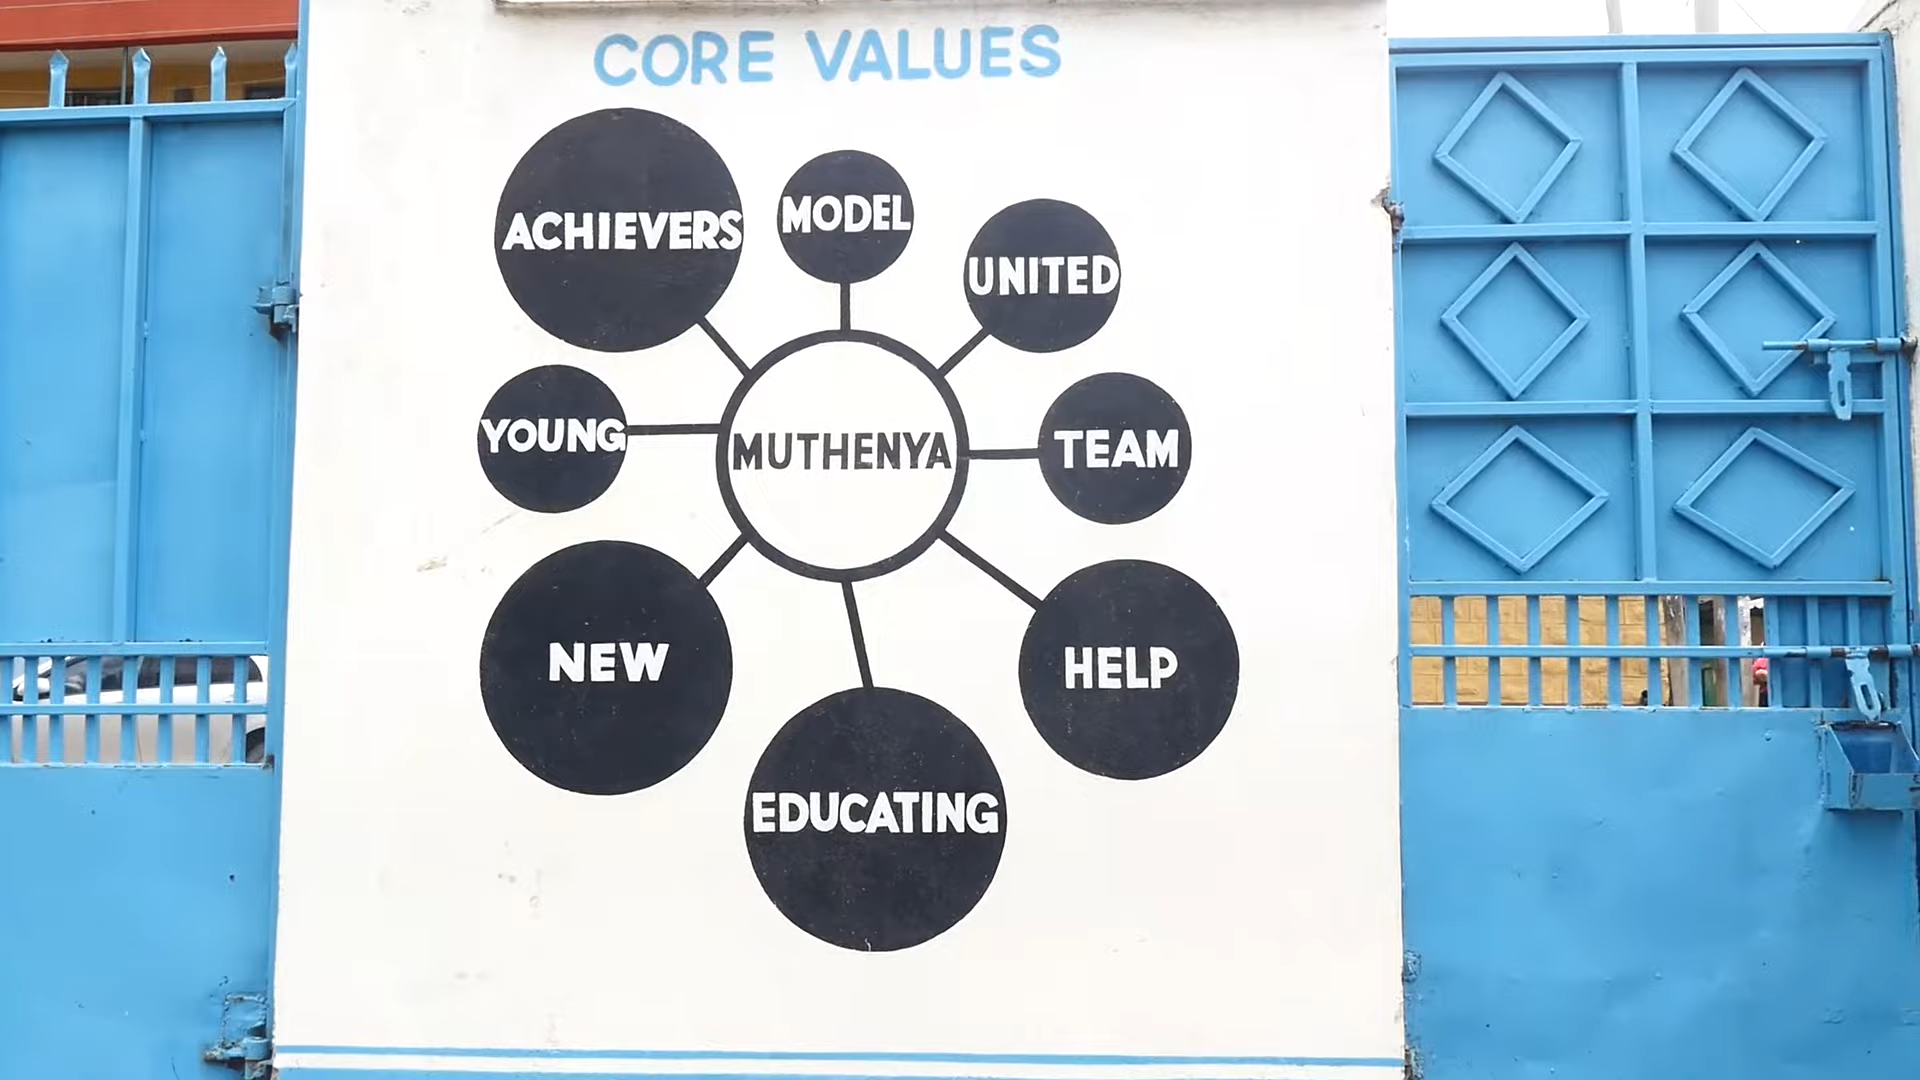 CORE VALUES
MODEL
UNITED
TEAM
HELP
EDUCATING
NEW
YOUNG
ACHIEVERS
MUTHENYA